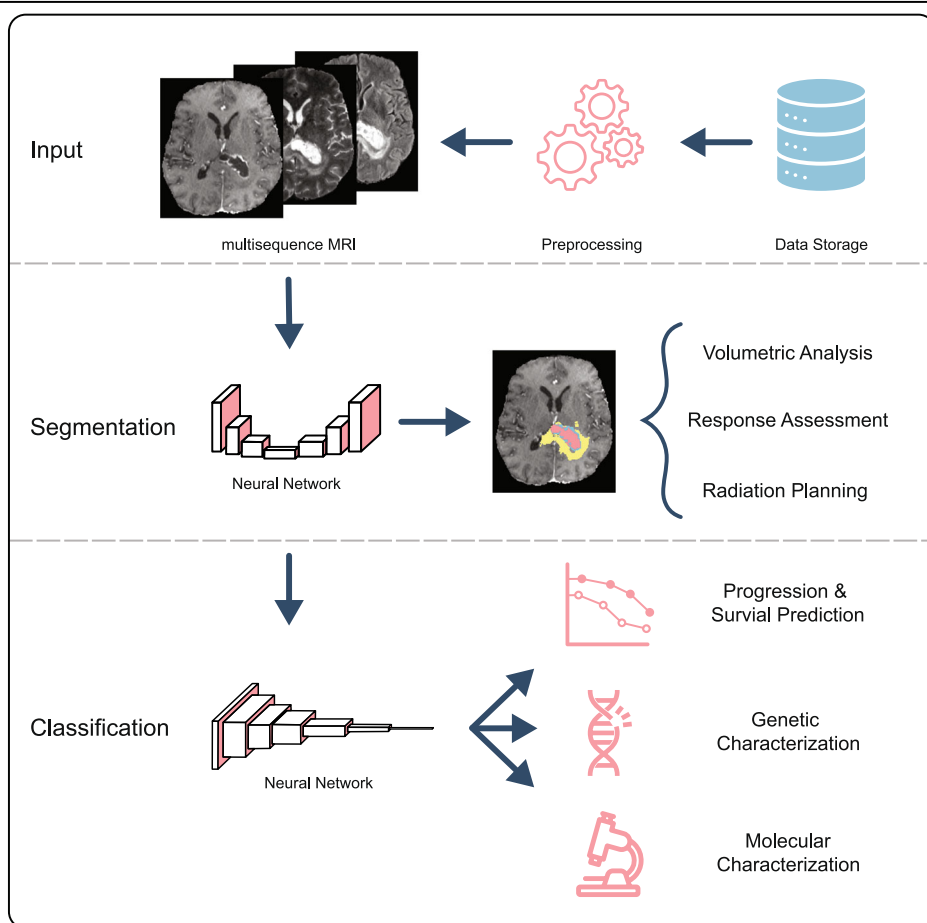 Input
multisequence MRI
Preprocessing
Data Storage
Segmentation
Neural Network
Volumetric Analysis
Response Assessment
Radiation Planning
Classification
Neural Network
Progression &
Survial Prediction
Genetic
Characterization
Molecular
Characterization